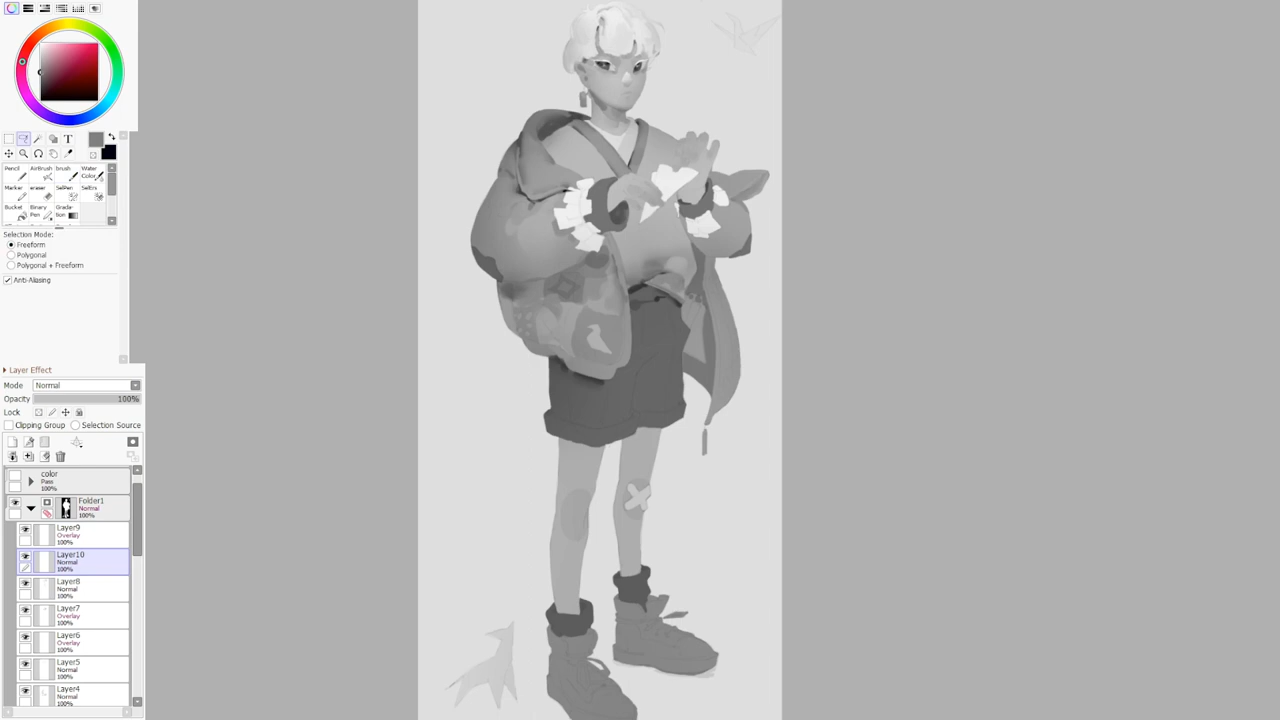 T
Pencil AirBrush brush Water Color
Marker eraser SelPen SelErs
Bucket Binary Pen Grada-tion
Selection Mode:
Freeform
Polygonal
Polygonal + Freeform
Anti-Aliasing
Layer Effect
Mode Normal
Opacity 100%
Lock
Clipping Group Selection Source
color
Pass
100%
Folder1
Normal
100%
Layer9
Overlay
100%
Layer10
Normal
100%
Layer8
Normal
100%
Layer7
Overlay
100%
Layer6
Overlay
100%
Layer5
Normal
100%
Layer4
Normal
100%